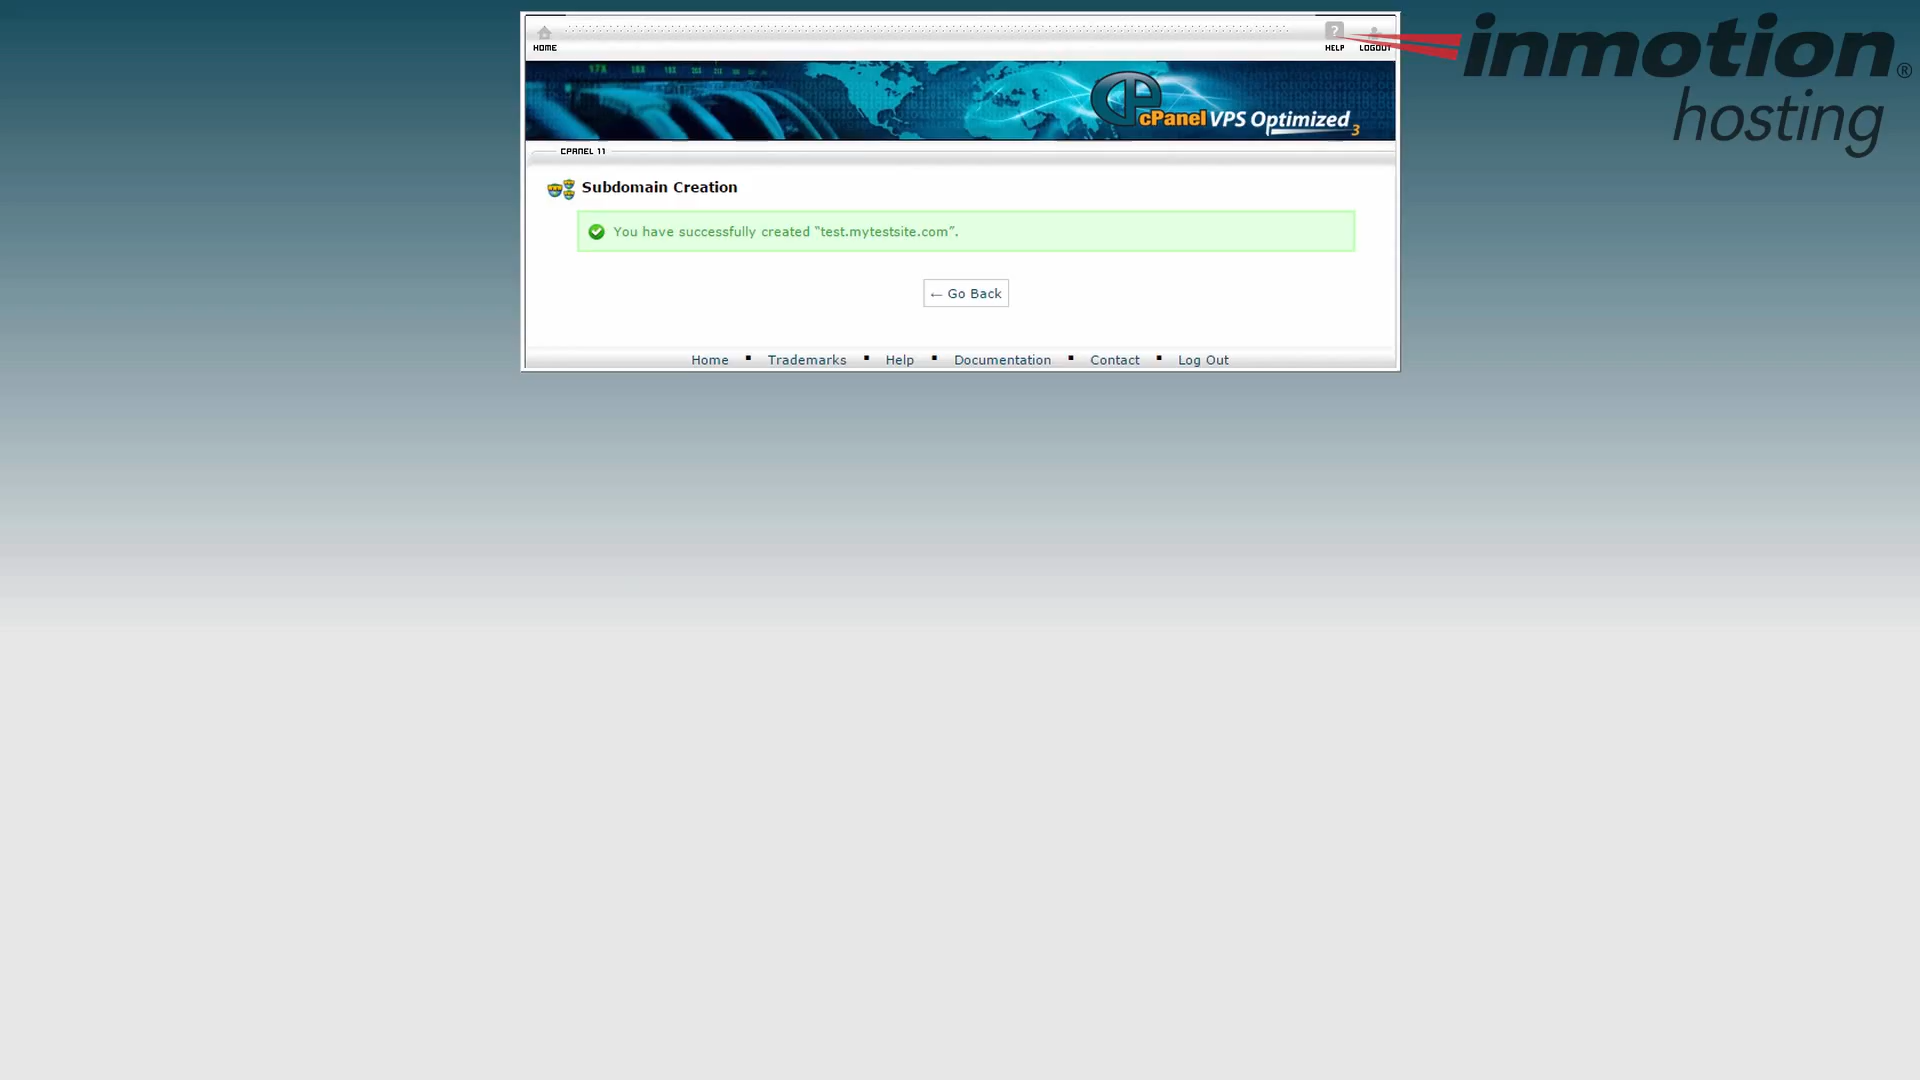 HOME
HELP
LOGOUT
inmotion®
hosting
cPanel VPS Optimized 3
CPANEL 11
Subdomain Creation
You have successfully created “test.mytestsite.com”.
← Go Back
Home ▪ Trademarks ▪ Help ▪ Documentation ▪ Contact ▪ Log Out